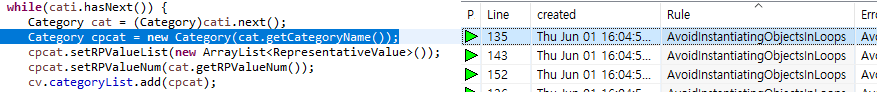 while(cati.hasNext()) {
Category cat = (Category)cati.next();
Category cpcat = new Category(cat.getCategoryName());
cpcat.setRPValueList(new ArrayList<RepresentativeValue>());
cpcat.setRPValueNum(cat.getRPValueNum());
cv.categoryList.add(cpcat);
P Line created Rule Erro
135 Thu Jun 01 16:04:5... AvoidInstantiatingObjectsInLoops
143 Thu Jun 01 16:04:5... AvoidInstantiatingObjectsInLoops
152 Thu Jun 01 16:04:5... AvoidInstantiatingObjectsInLoops